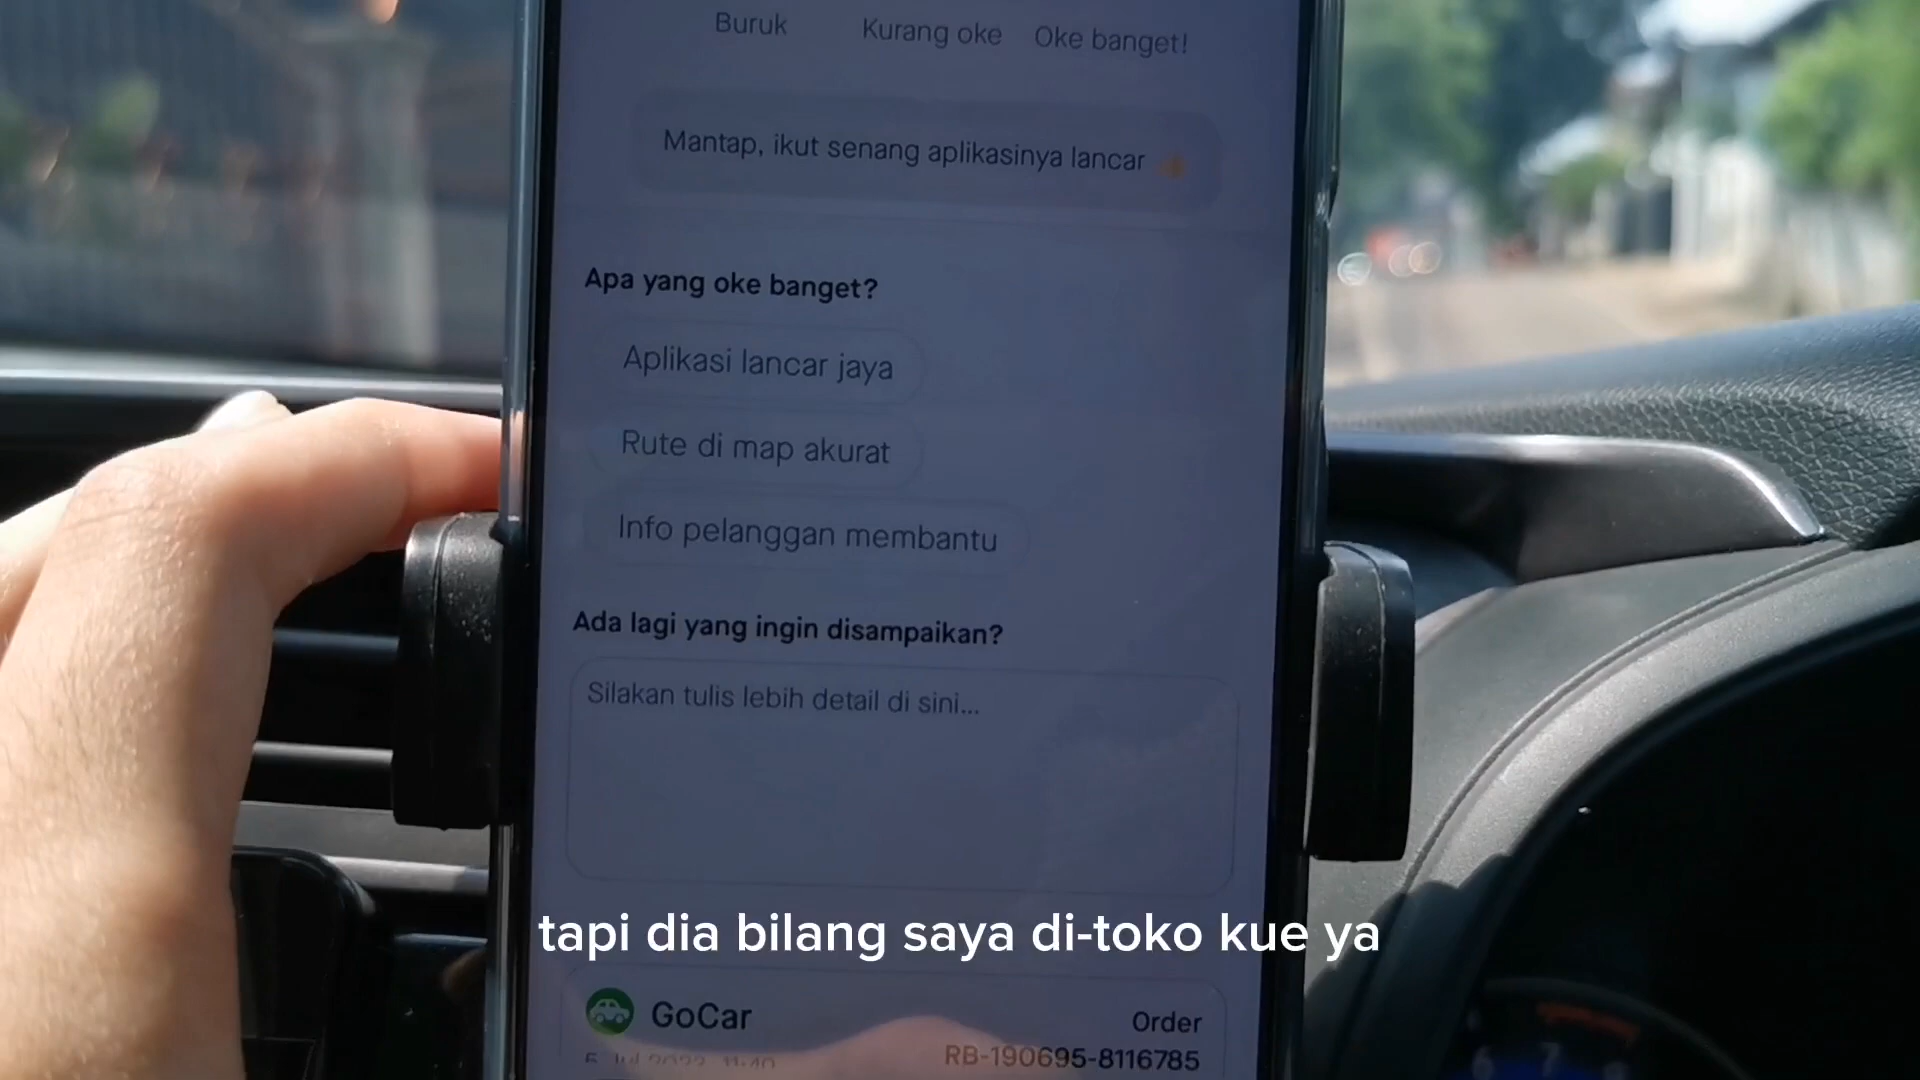 Buruk Kurang oke Oke banget!
Mantap, ikut senang aplikasinya lancar
Apa yang oke banget?
Aplikasi lancar jaya
Rute di map akurat
Info pelanggan membantu
Ada lagi yang ingin disampaikan?
Silakan tulis lebih detail di sini...
tapi dia bilang saya di-toko kue ya
GoCar Order
RB-190695-8116785